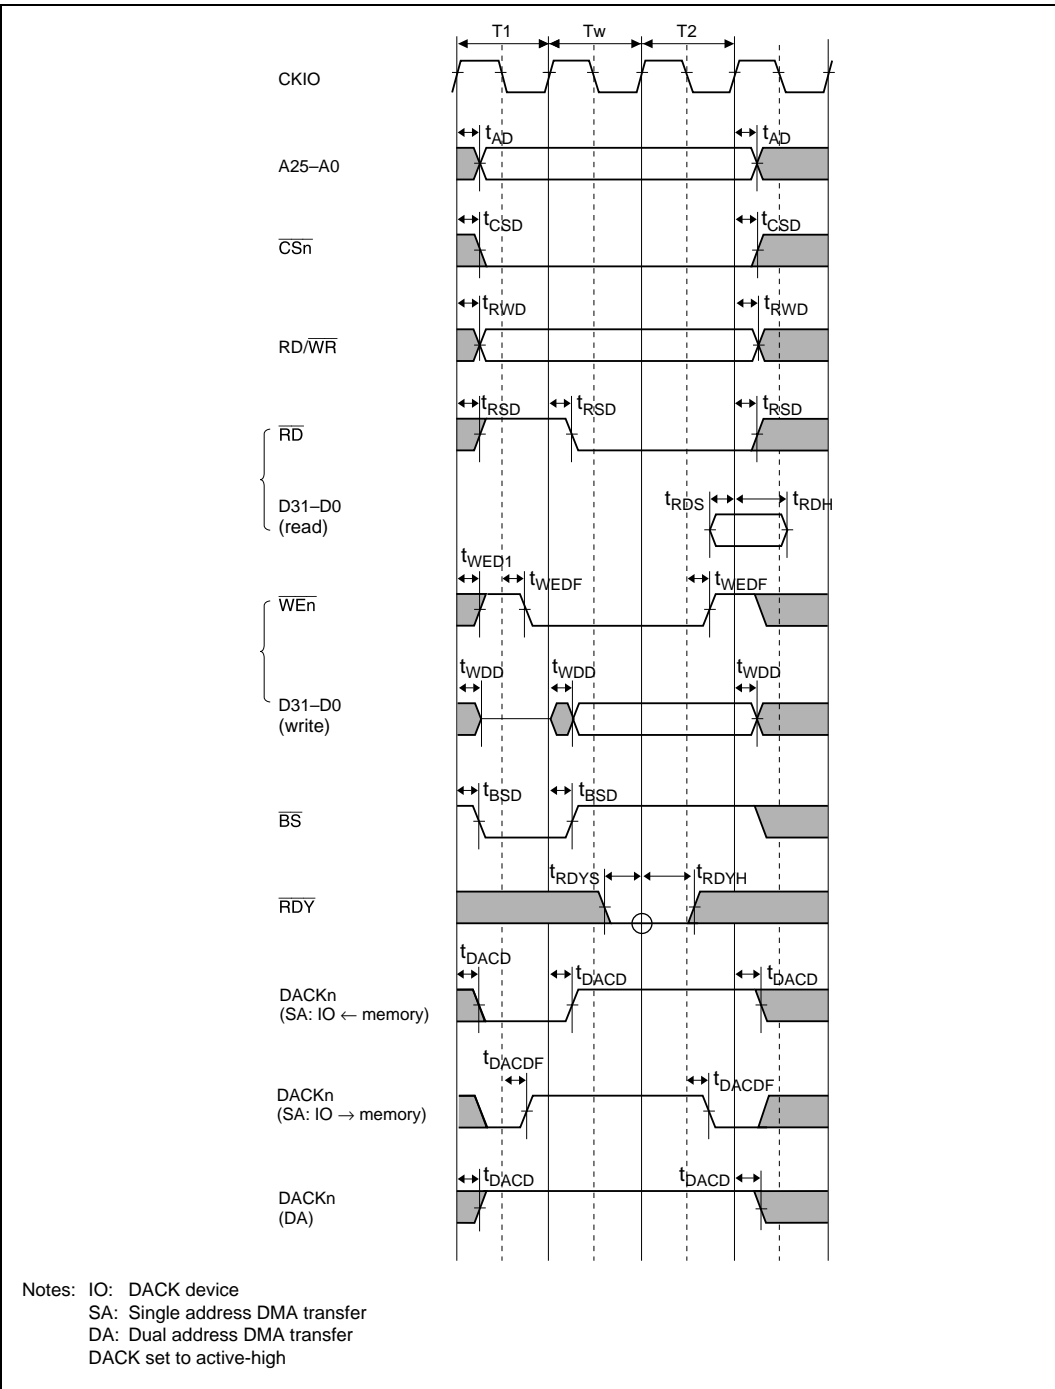 T1 Tw T2
CKIO
tAD tAD
A25–A0
tCSD tCSD
CSn
tRWD tRWD
RD/WR
tRSD tRSD tRSD
RD
tRDS tRDH
D31–D0
(read)
tWED1
tWEDF tWEDF
WEn
tWDD tWDD tWDD
D31–D0
(write)
tBSD tBSD
BS
tRDYS tRDYH
RDY
tDACD
tDACD tDACD
DACKn
(SA: IO ← memory)
tDACDF
tDACDF
DACKn
(SA: IO → memory)
tDACD tDACD
DACKn
(DA)
Notes: IO: DACK device
SA: Single address DMA transfer
DA: Dual address DMA transfer
DACK set to active-high